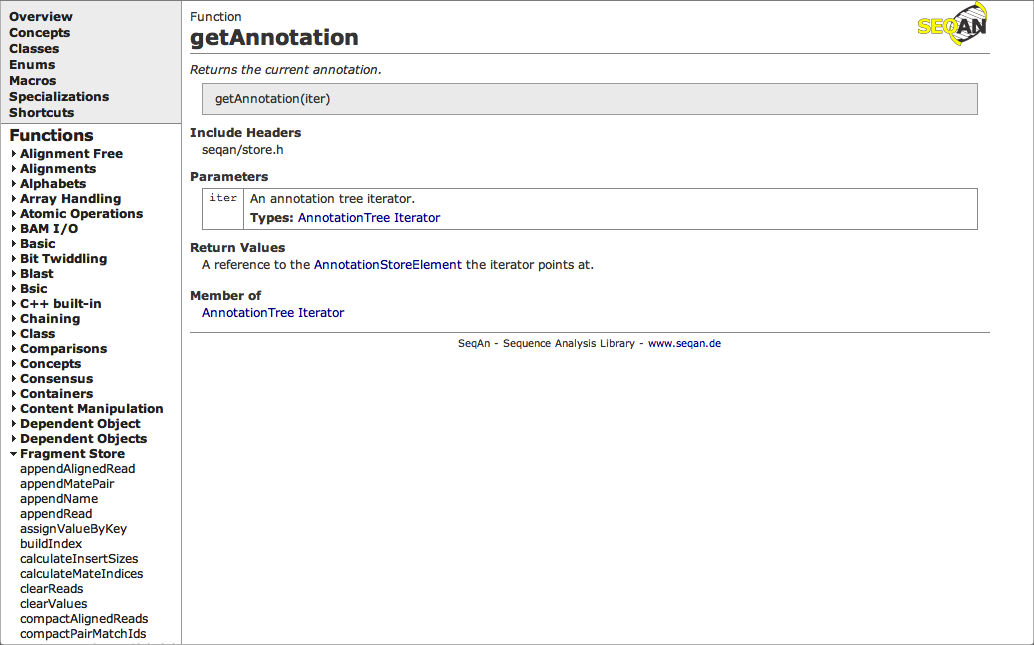 Overview
Concepts
Classes
Enums
Macros
Specializations
Shortcuts
Functions
Alignment Free
Alignments
Alphabets
Array Handling
Atomic Operations
BAM I/O
Basic
Bit Twiddling
Blast
Bsic
C++ built-in
Chaining
Class
Comparisons
Concepts
Consensus
Containers
Content Manipulation
Dependent Object
Dependent Objects
Fragment Store
appendAlignedRead
appendMatePair
appendName
appendRead
assignValueByKey
buildIndex
calculateInsertSizes
calculateMateIndices
clearReads
clearValues
compactAlignedReads
compactPairMatchIds
Function
SEQAN
getAnnotation
Returns the current annotation.
getAnnotation(iter)
Include Headers
seqan/store.h
Parameters
iter An annotation tree iterator.
Types: AnnotationTree Iterator
Return Values
A reference to the AnnotationStoreElement the iterator points at.
Member of
AnnotationTree Iterator
SeqAn - Sequence Analysis Library - www.seqan.de